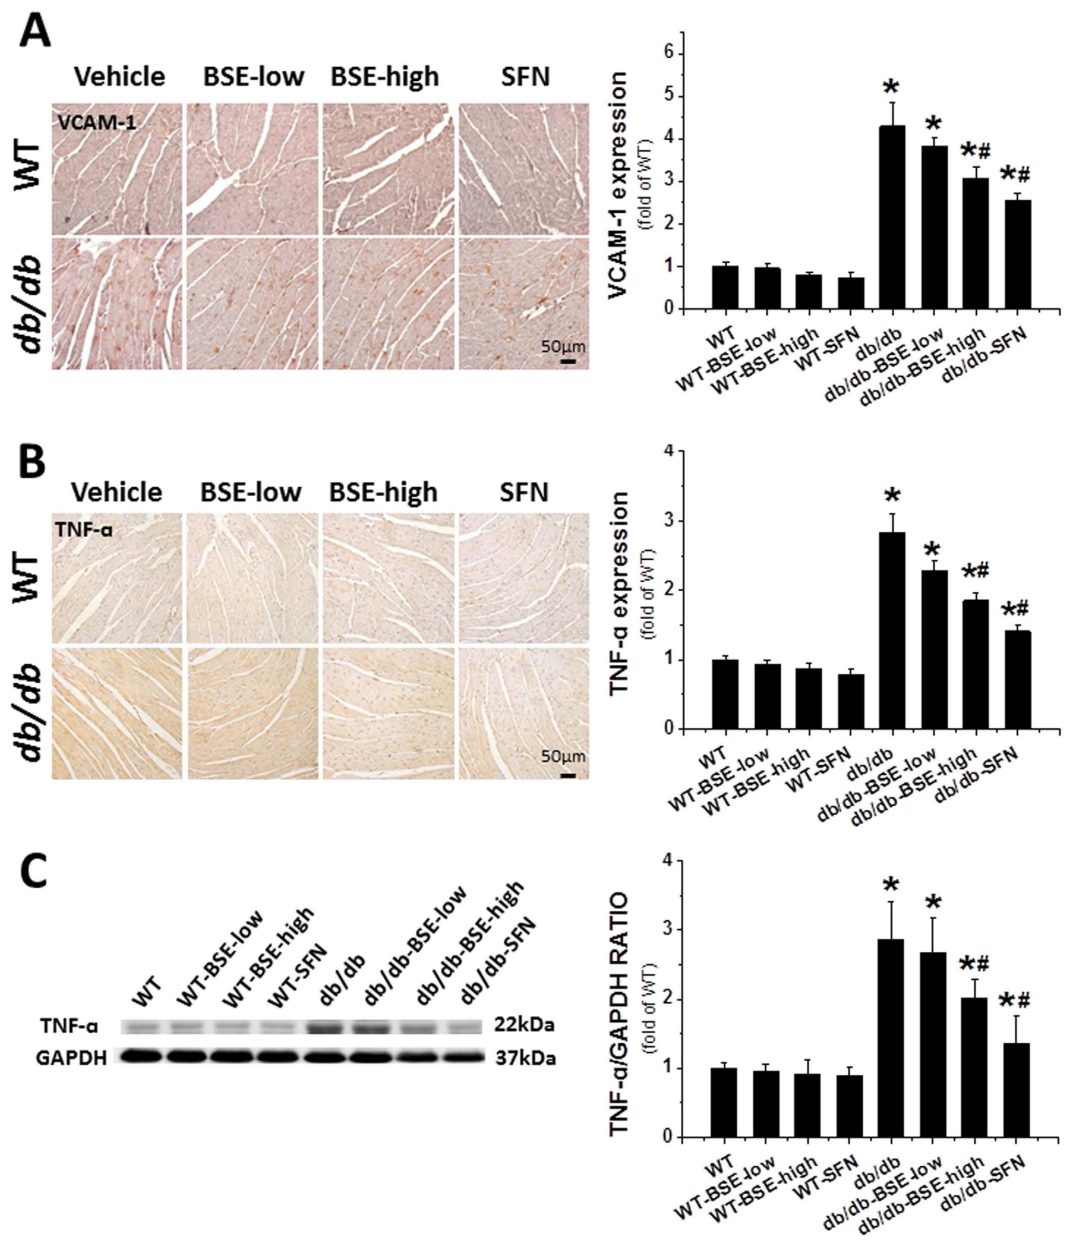 A
Vehicle BSE-low BSE-high SFN
WT
VCAM-1
db/db
50μm
VCAM-1 expression
(fold of WT)
6
5
4
3
2
1
0
*
*
*#
*#
WT
WT-BSE-low
WT-BSE-high
WT-SFN
db/db
db/db-BSE-low
db/db-BSE-high
db/db-SFN
B
Vehicle BSE-low BSE-high SFN
WT
TNF-α
db/db
50μm
TNF-α expression
(fold of WT)
4
3
2
1
0
*
*
*#
*#
WT
WT-BSE-low
WT-BSE-high
WT-SFN
db/db
db/db-BSE-low
db/db-BSE-high
db/db-SFN
C
WT
WT-BSE-low
WT-BSE-high
WT-SFN
db/db
db/db-BSE-low
db/db-BSE-high
db/db-SFN
TNF-α 22kDa
GAPDH 37kDa
TNF-α/GAPDH RATIO
(fold of WT)
4
3
2
1
0
*
*
*#
*#
WT
WT-BSE-low
WT-BSE-high
WT-SFN
db/db
db/db-BSE-low
db/db-BSE-high
db/db-SFN